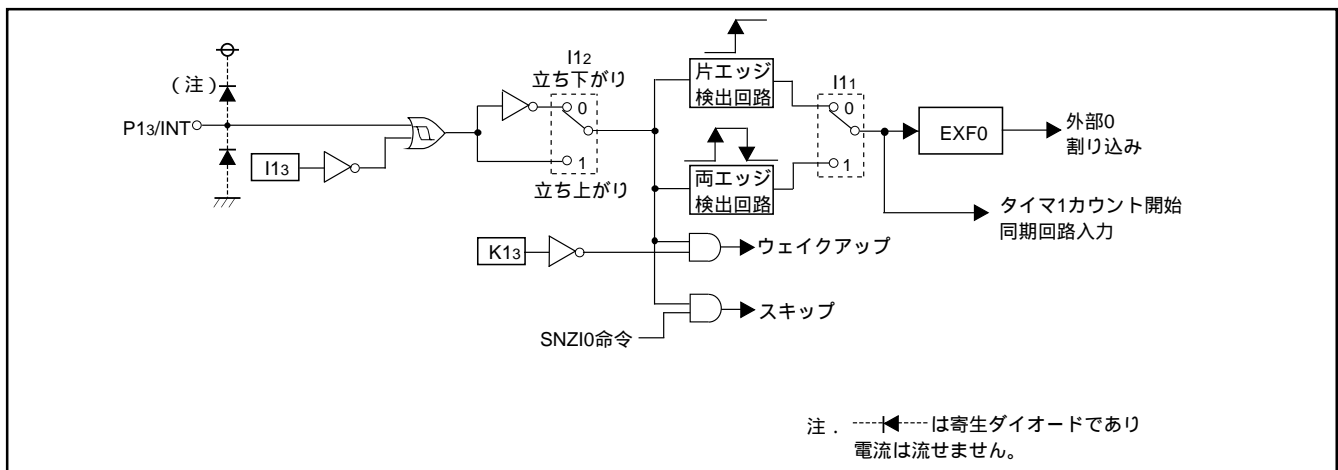 (注)
P13/INT
I13
I12
立ち下がり
0
1
立ち上がり
片エッジ
検出回路
両エッジ
検出回路
I11
0
1
EXF0
外部0
割り込み
タイマ1カウント開始
同期回路入力
K13
ウェイクアップ
スキップ
SNZI0命令
注. は寄生ダイオードであり
電流は流せません。